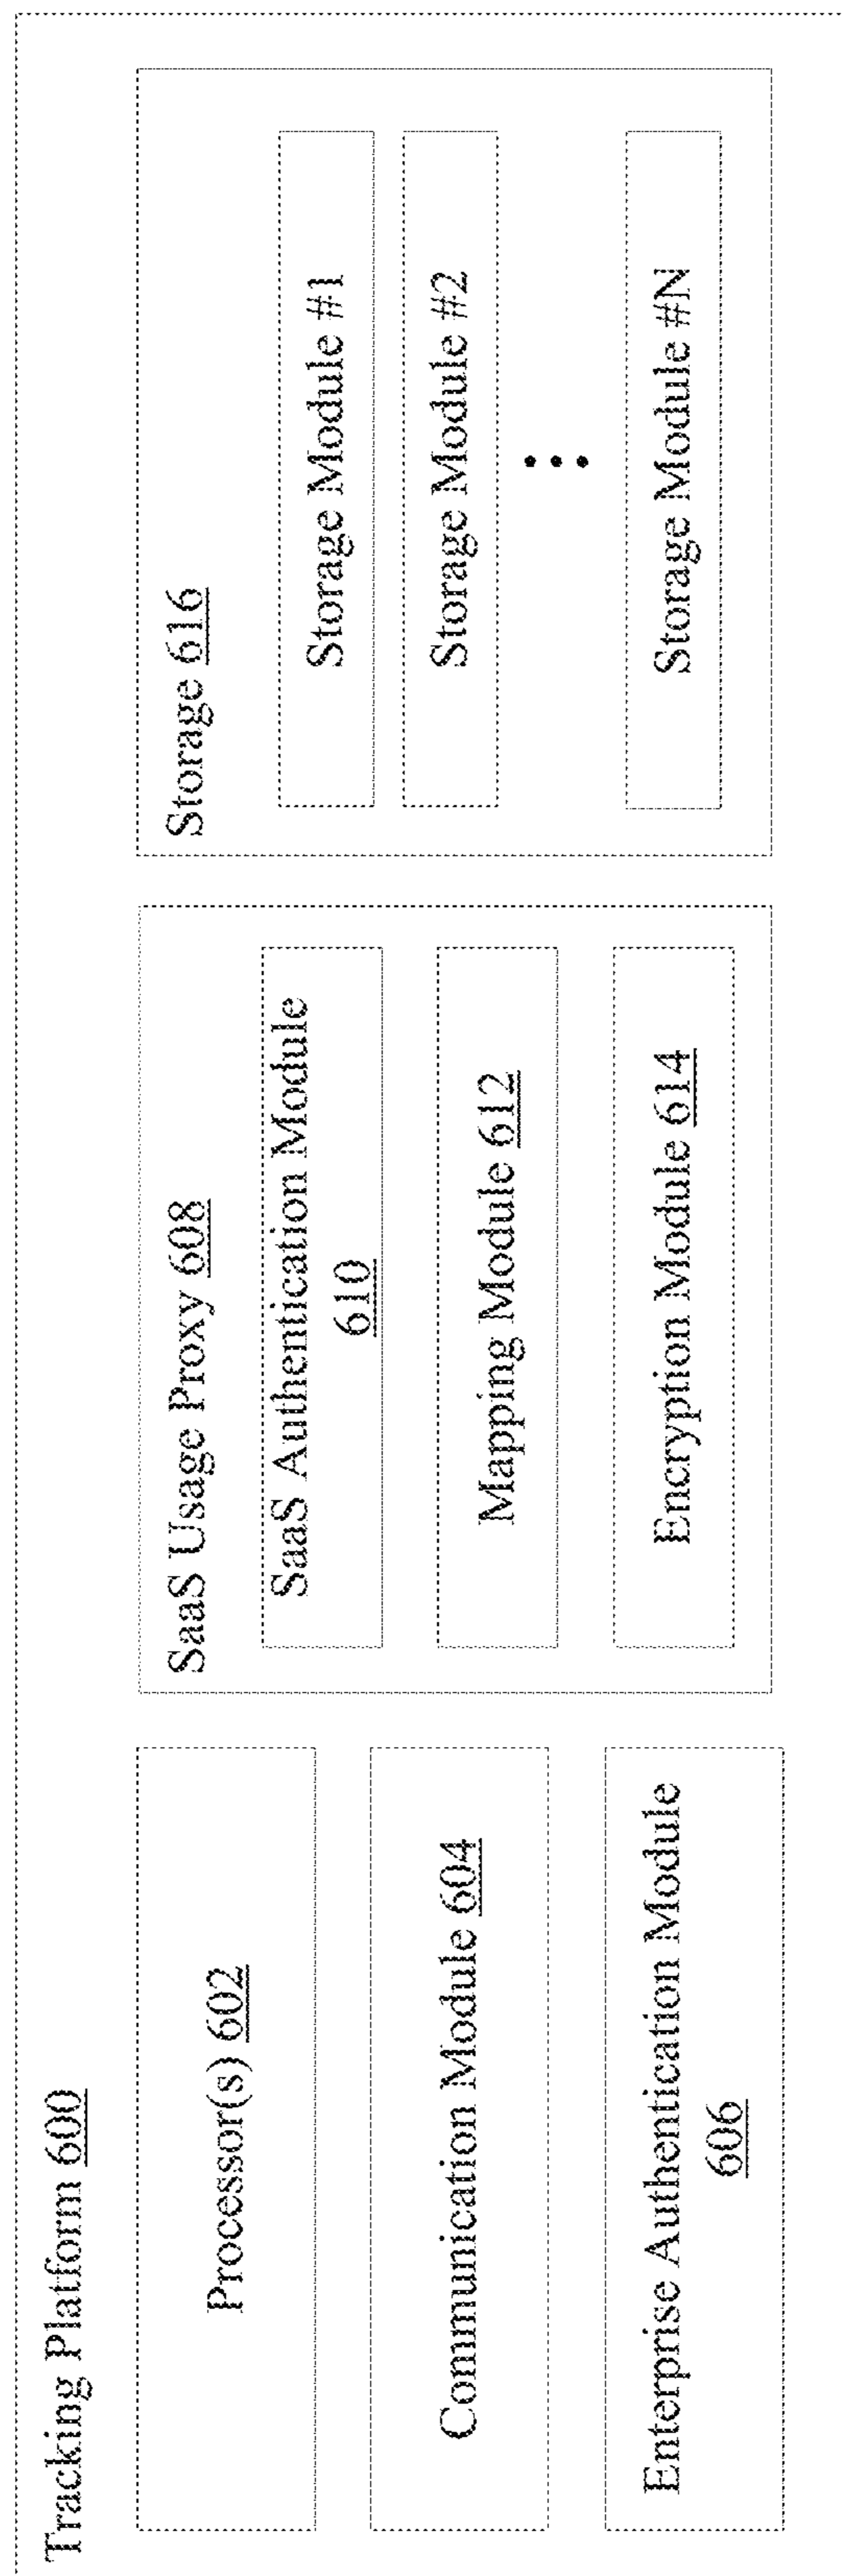 Tracking Platform 600
Processor(s) 602
Communication Module 604
Enterprise Authentication Module
606
SaaS Usage Proxy 608
SaaS Authentication Module
610
Mapping Module 612
Encryption Module 614
Storage 616
Storage Module #1
Storage Module #2
Storage Module #N